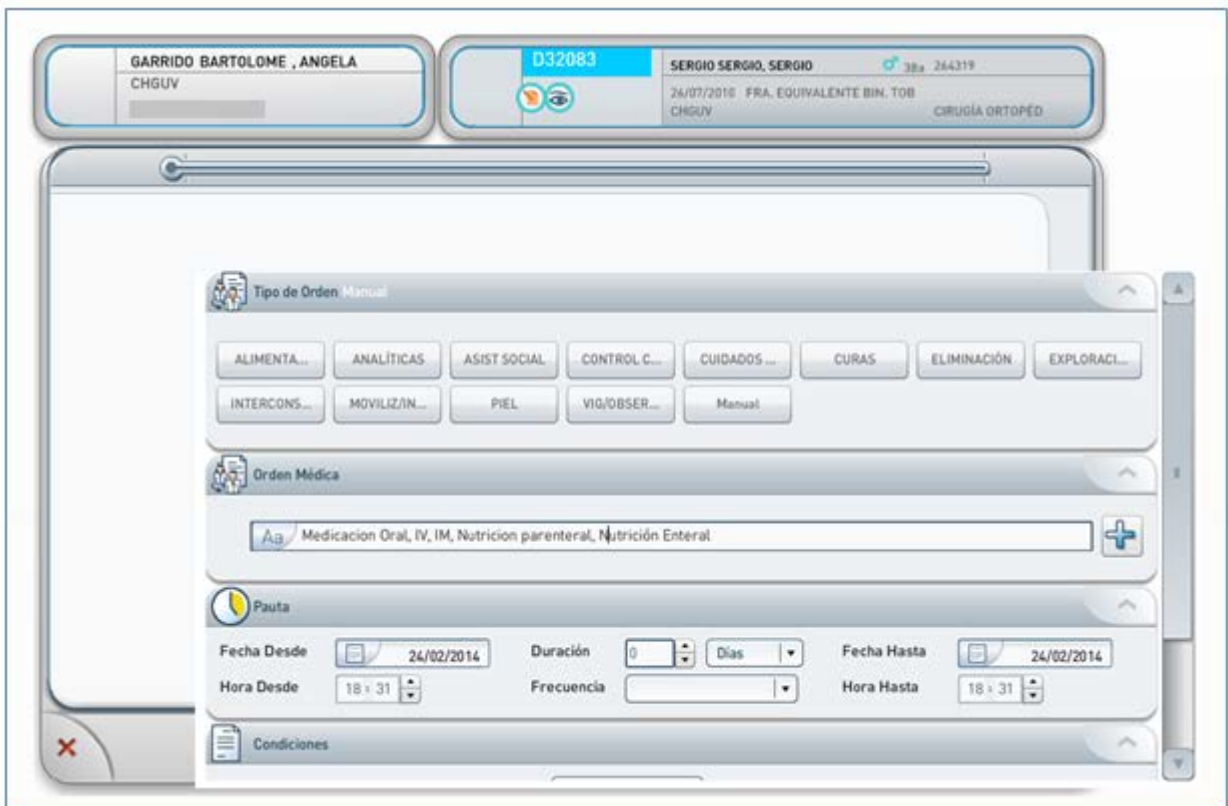 GARRIDO BARTOLOME , ANGELA
CHGUV
D32083
SERGIO SERGIO, SERGIO 38a 264319
26/07/2010 FRA. EQUIVALENTE BIN. TOB
CHGUV CIRUGÍA ORTOPÉD
Tipo de Orden Manual
ALIMENTA... ANALÍTICAS ASIST SOCIAL CONTROL C... CUIDADOS ... CURAS ELIMINACIÓN EXPLORACI...
INTERCONS... MOVILIZ/IN... PIEL VIG/OBSER... Manual
Orden Médica
Aa Medicacion Oral, IV, IM, Nutricion parenteral, Nutrición Enteral
Pauta
Fecha Desde 24/02/2014 Duración 0 Días Fecha Hasta 24/02/2014
Hora Desde 18 : 31 Frecuencia Hora Hasta 18 : 31
Condiciones